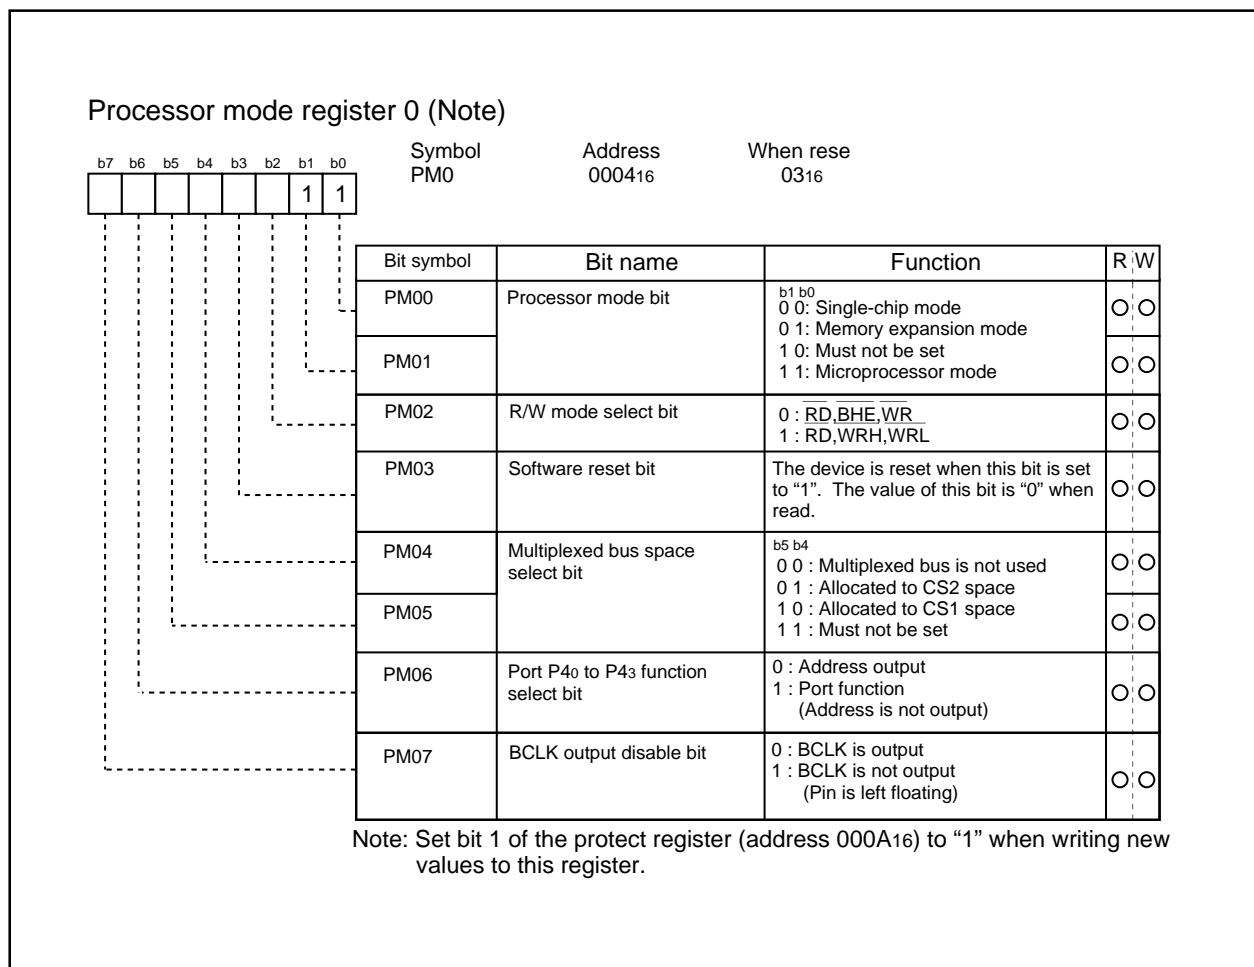 Processor mode register 0 (Note)
Symbol Address When rese
PM0 000416 0316
b7 b6 b5 b4 b3 b2 b1 b0
1 1
Bit symbol Bit name Function R W
PM00 Processor mode bit
b1 b0
0 0: Single-chip mode
0 1: Memory expansion mode
PM01
1 0: Must not be set
1 1: Microprocessor mode
PM02 R/W mode select bit
0 : RD,BHE,WR
1 : RD,WRH,WRL
PM03 Software reset bit
The device is reset when this bit is set
to “1”. The value of this bit is “0” when
read.
PM04 Multiplexed bus space
select bit
b5 b4
0 0 : Multiplexed bus is not used
0 1 : Allocated to CS2 space
PM05
1 0 : Allocated to CS1 space
1 1 : Must not be set
PM06 Port P40 to P43 function
select bit
0 : Address output
1 : Port function
(Address is not output)
PM07 BCLK output disable bit
0 : BCLK is output
1 : BCLK is not output
(Pin is left floating)
Note: Set bit 1 of the protect register (address 000A16) to “1” when writing new
values to this register.